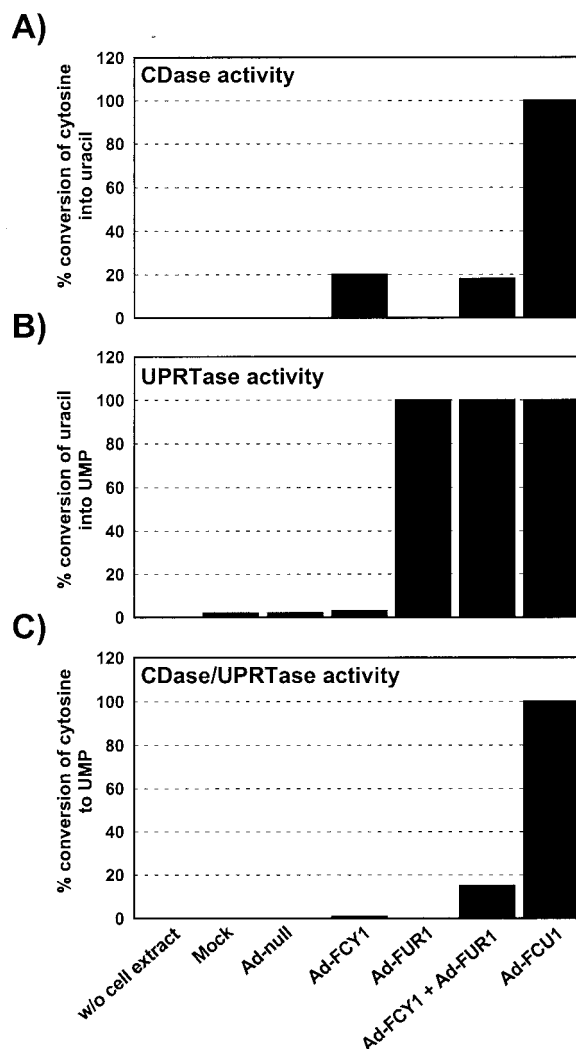 A)
120
100
80
60
40
20
0
% conversion of cytosine
into uracil
CDase activity
B)
120
100
80
60
40
20
0
% conversion of uracil
into UMP
UPRTase activity
C)
120
100
80
60
40
20
0
% conversion of cytosine
to UMP
CDase/UPRTase activity
w/o cell extract
Mock
Ad-null
Ad-FCY1
Ad-FUR1
Ad-FCY1 + Ad-FUR1
Ad-FCU1